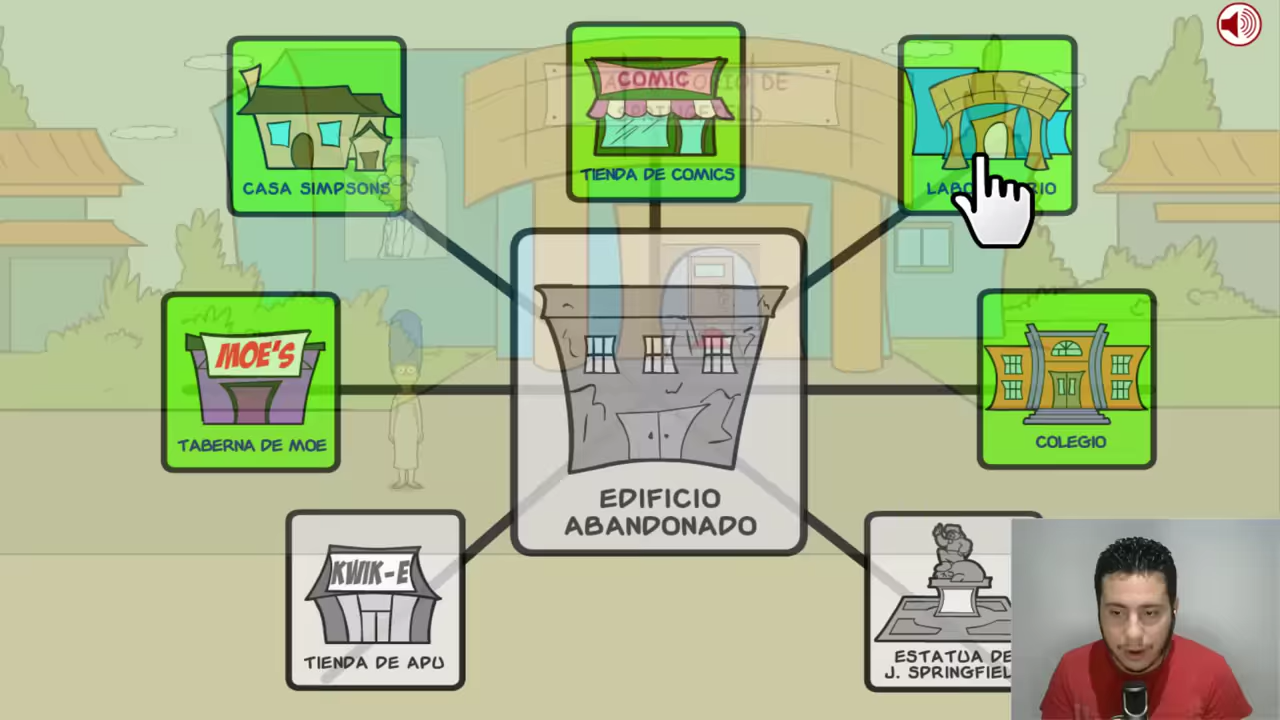 COMIC
CASA SIMPSONS
TIENDA DE COMICS
MOE'S
TABERNA DE MOE
COLEGIO
EDIFICIO
ABANDONADO
KWIK-E
TIENDA DE APU
ESTATUA DE
J. SPRINGFIEL